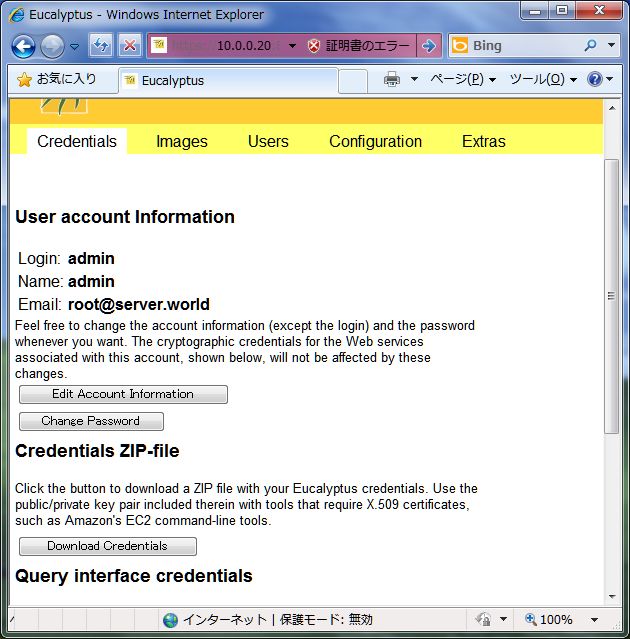 Eucalyptus - Windows Internet Explorer
https 10.0.0.20 証明書のエラー Bing
お気に入り Eucalyptus ページ(P) ツール(O)
Credentials Images Users Configuration Extras
User account Information
Login: admin
Name: admin
Email: root@server.world
Feel free to change the account information (except the login) and the password
whenever you want. The cryptographic credentials for the Web services
associated with this account, shown below, will not be affected by these
changes.
Edit Account Information
Change Password
Credentials ZIP-file
Click the button to download a ZIP file with your Eucalyptus credentials. Use the
public/private key pair included therein with tools that require X.509 certificates,
such as Amazon's EC2 command-line tools.
Download Credentials
Query interface credentials
インターネット | 保護モード: 無効 100%